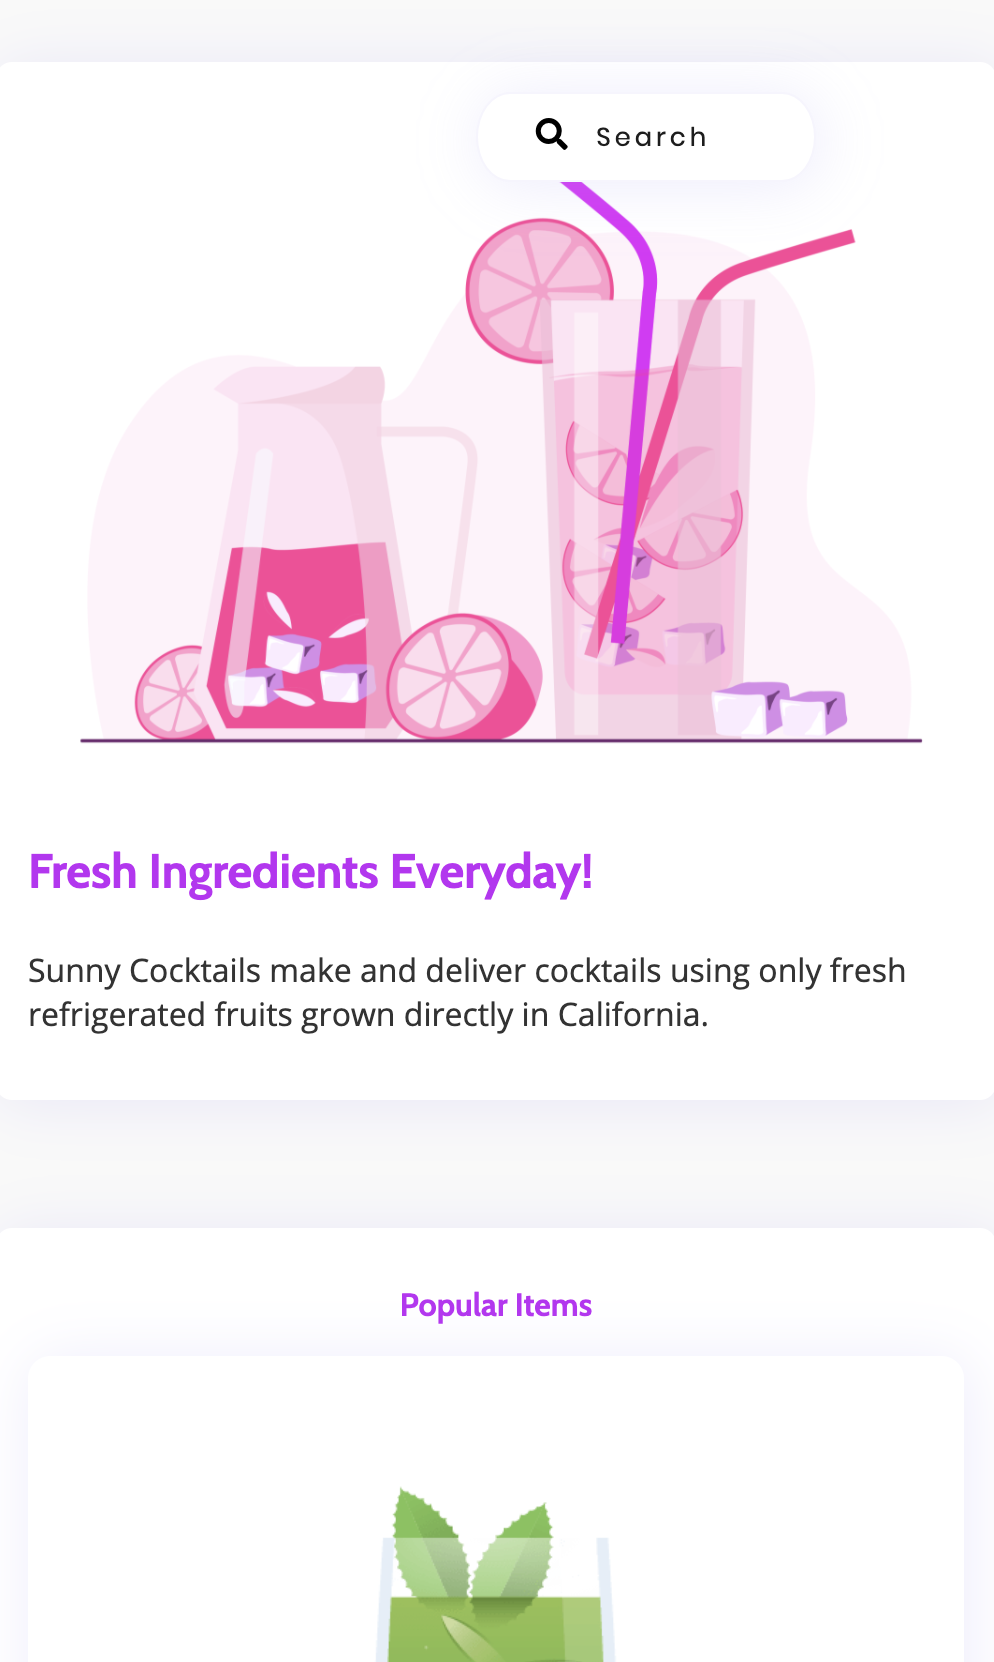 Search
Fresh Ingredients Everyday!
Sunny Cocktails make and deliver cocktails using only fresh
refrigerated fruits grown directly in California.
Popular Items